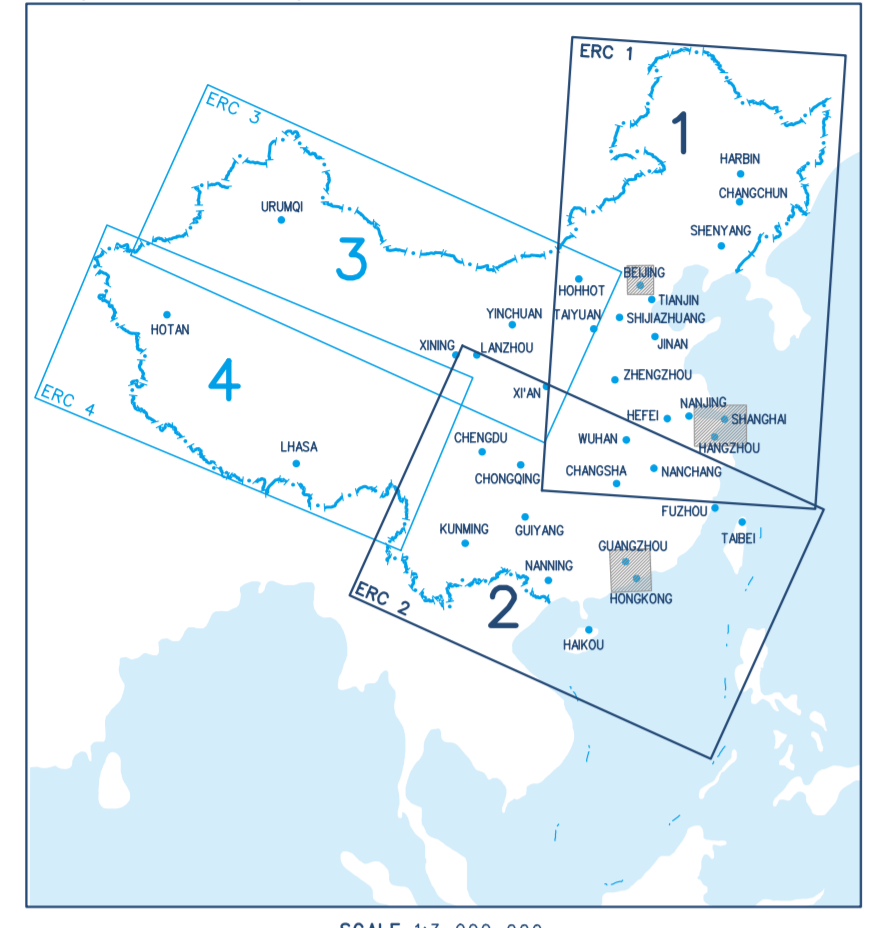 ERC 1
ERC 3
1
HARBIN
CHANGCHUN
URUMQI
SHENYANG
3
BEIJING
HOHHOT
TIANJIN
YINCHUAN
TAIYUAN
SHIJIAZHUANG
HOTAN
XINING
LANZHOU
JINAN
4
ZHENGZHOU
XI'AN
ERC 4
NANJING
HEFEI
SHANGHAI
CHENGDU
WUHAN
HANGZHOU
LHASA
CHONGQING
CHANGSHA
NANCHANG
FUZHOU
KUNMING
GUIYANG
TAIBEI
GUANGZHOU
NANNING
ERC 2
2
HONGKONG
HAIKOU